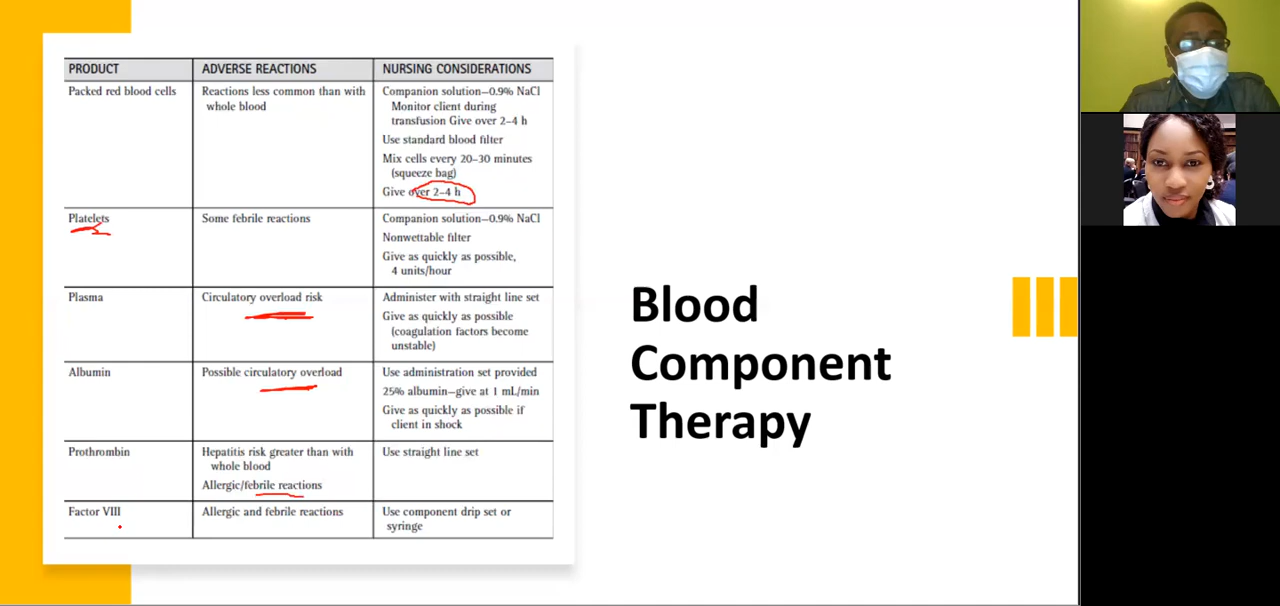 PRODUCT ADVERSE REACTIONS NURSING CONSIDERATIONS
Packed red blood cells
Reactions less common than with
whole blood
Companion solution–0.9% NaCl
Monitor client during
transfusion Give over 2–4 h
Use standard blood filter
Mix cells every 20–30 minutes
(squeeze bag)
Give over 2–4 h
Platelets
Some febrile reactions
Companion solution–0.9% NaCl
Nonwettable filter
Give as quickly as possible,
4 units/hour
Plasma
Circulatory overload risk
Administer with straight line set
Give as quickly as possible
(coagulation factors become
unstable)
Albumin
Possible circulatory overload
Use administration set provided
25% albumin—give at 1 mL/min
Give as quickly as possible if
client in shock
Prothrombin
Hepatitis risk greater than with
whole blood
Allergic/febrile reactions
Use straight line set
Factor VIII
Allergic and febrile reactions
Use component drip set or
syringe
Blood
Component
Therapy